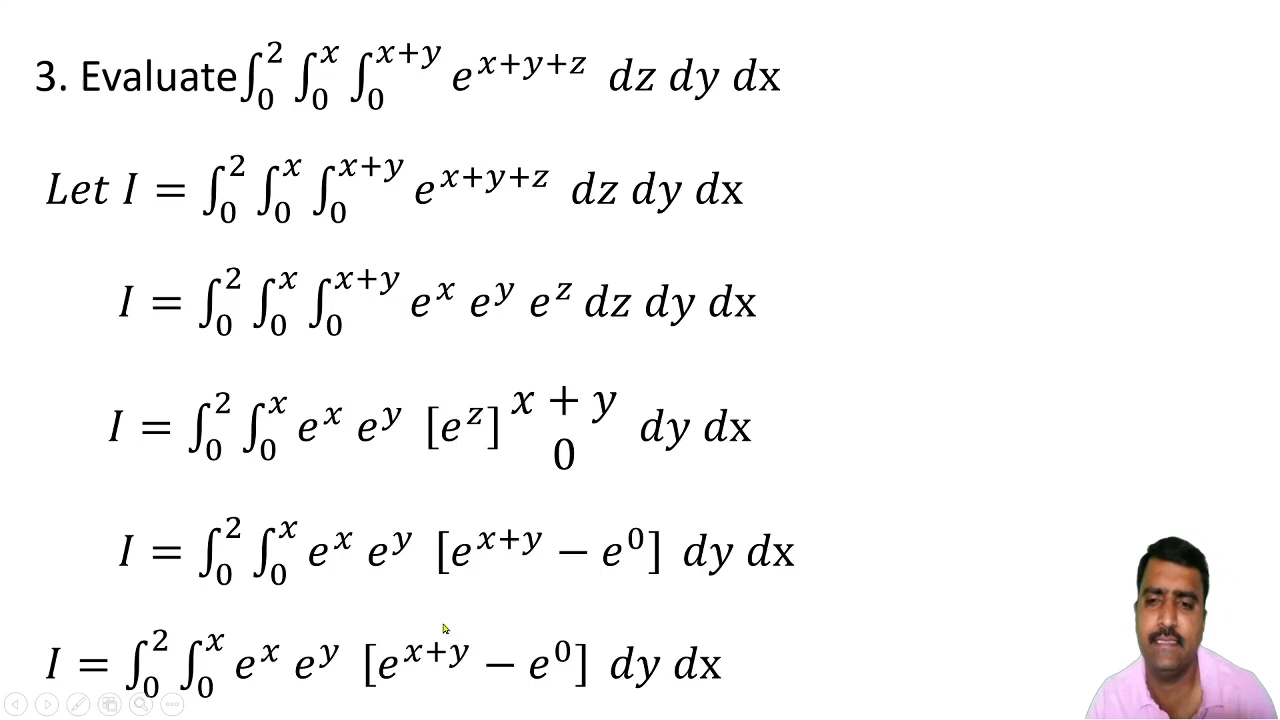 3. Evaluate∫₀² ∫₀ˣ ∫₀ˣ⁺ʸ eˣ⁺ʸ⁺ᶻ dz dy dx
Let I = ∫₀² ∫₀ˣ ∫₀ˣ⁺ʸ eˣ⁺ʸ⁺ᶻ dz dy dx
I = ∫₀² ∫₀ˣ ∫₀ˣ⁺ʸ eˣ eʸ eᶻ dz dy dx
I = ∫₀² ∫₀ˣ eˣ eʸ [eᶻ] x + y 0 dy dx
I = ∫₀² ∫₀ˣ eˣ eʸ [eˣ⁺ʸ − e⁰] dy dx
I = ∫₀² ∫₀ˣ eˣ eʸ [eˣ⁺ʸ − e⁰] dy dx